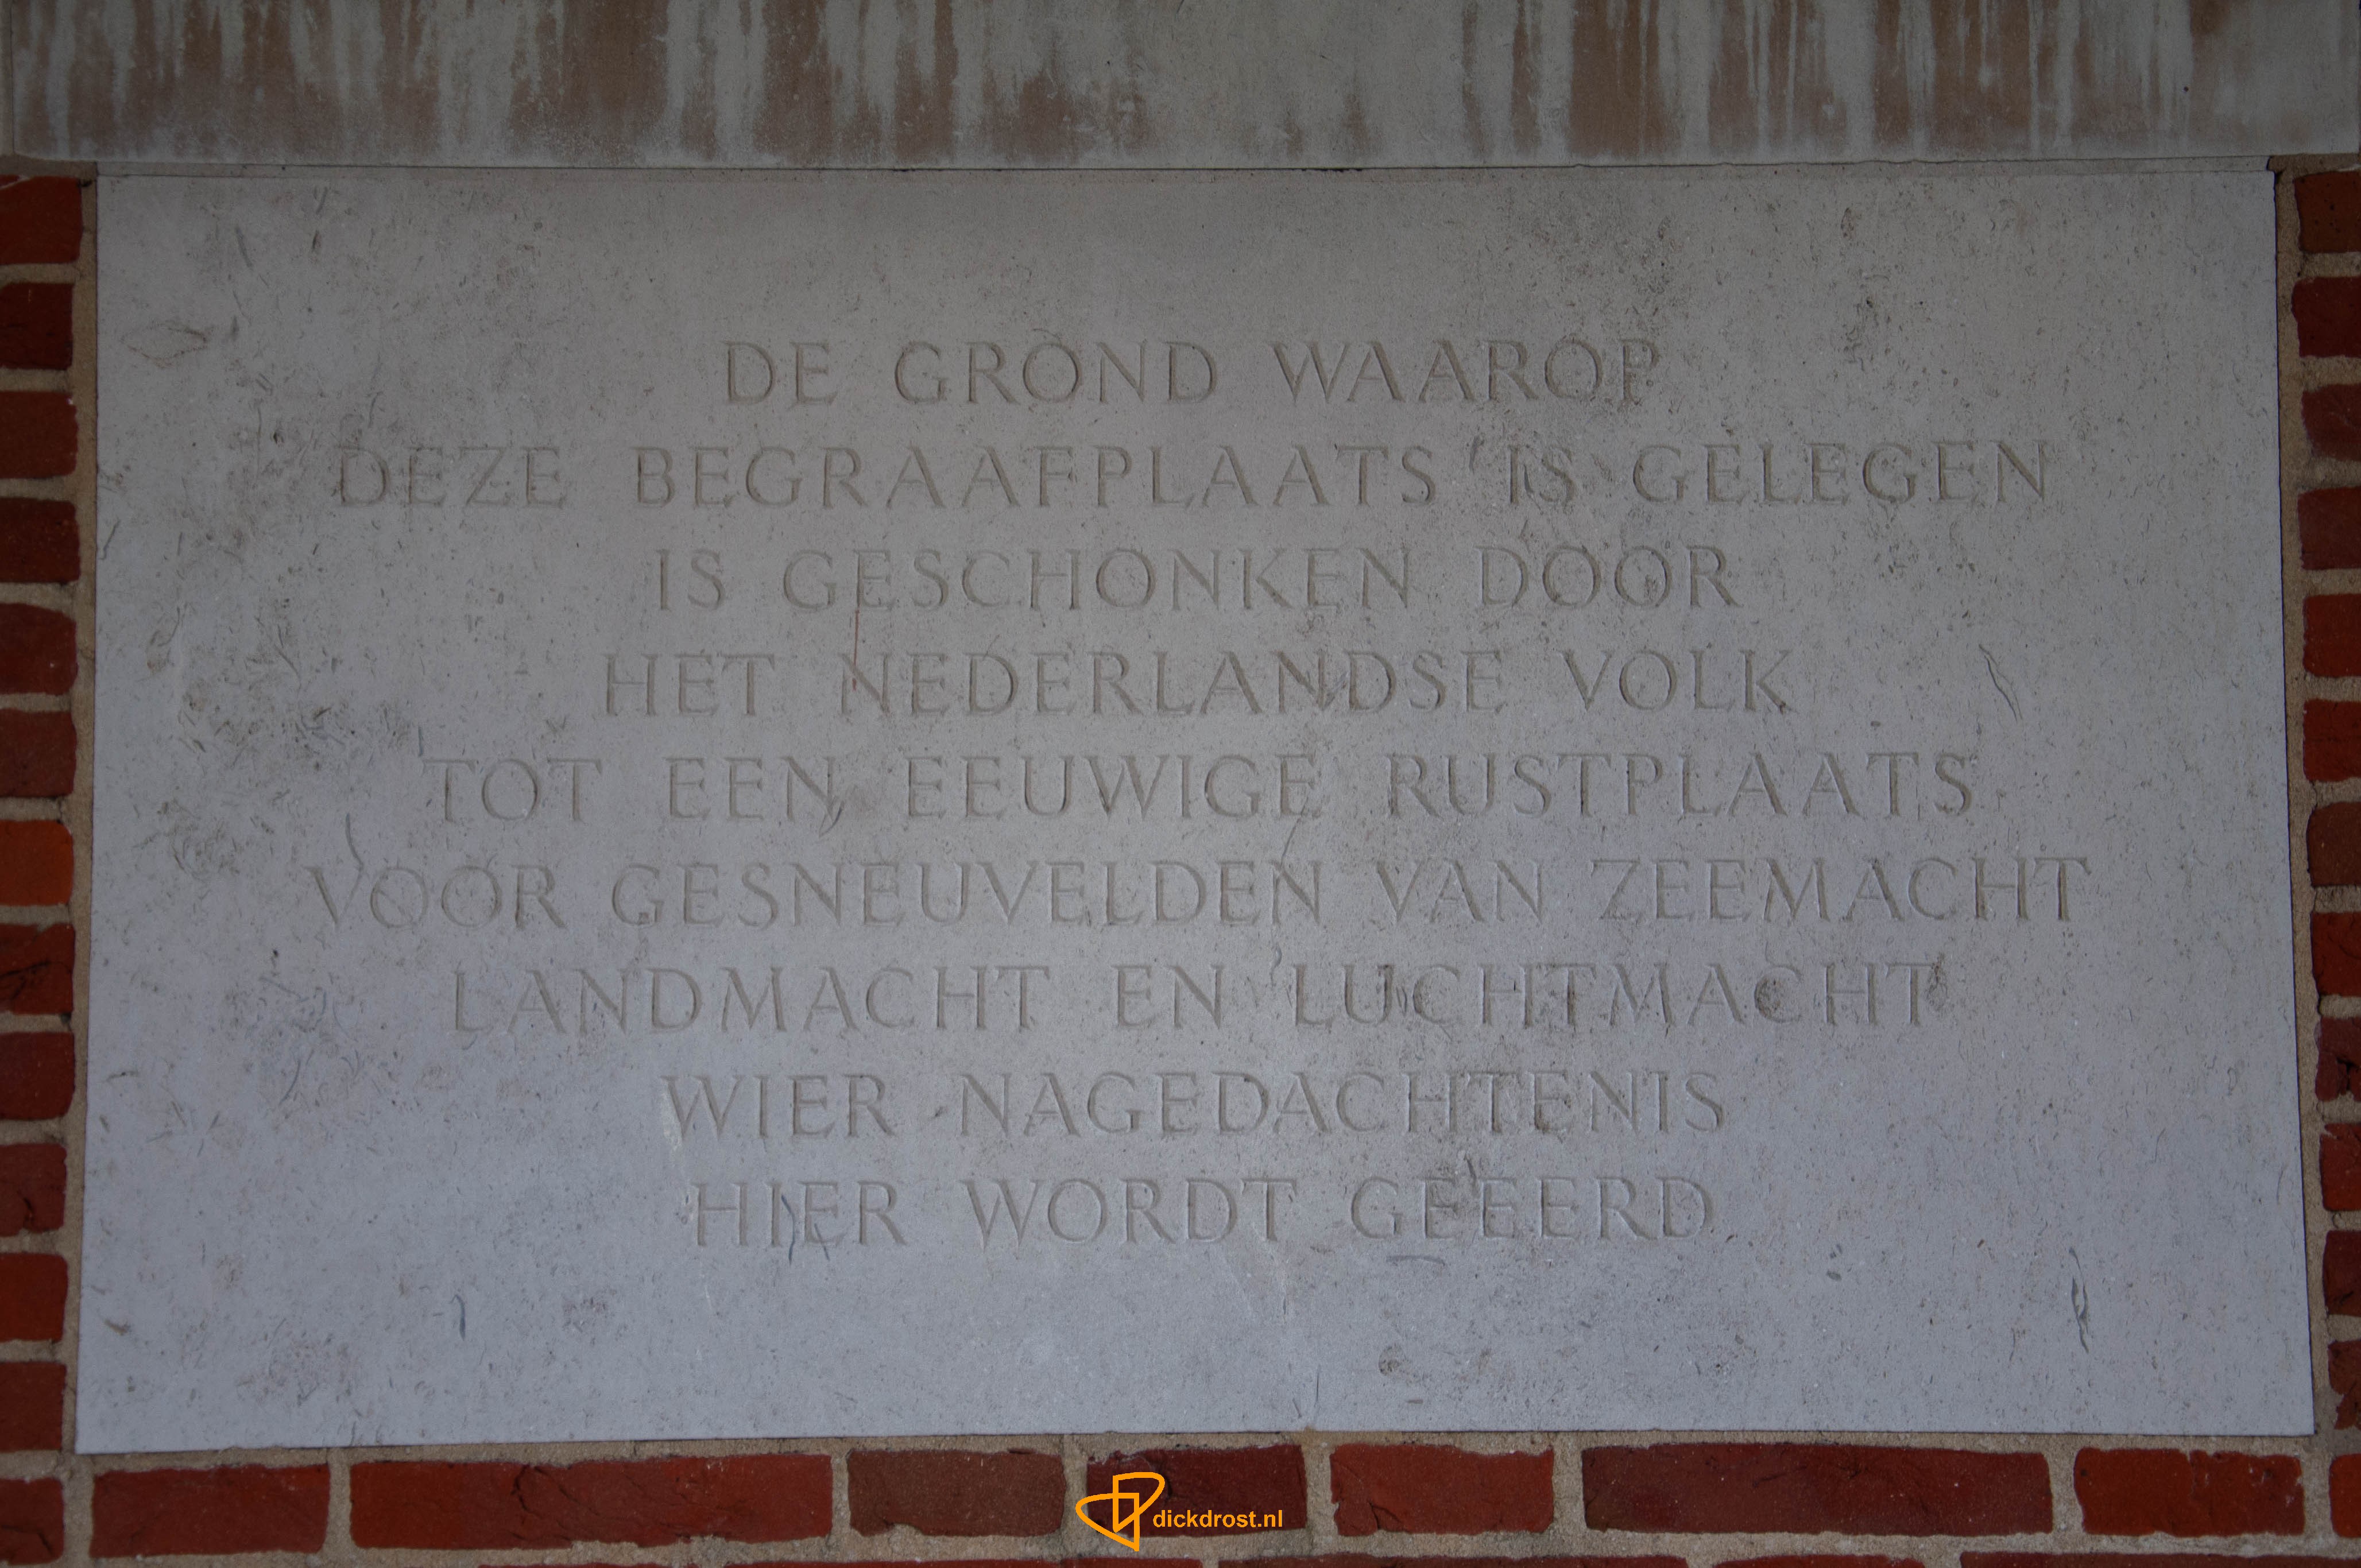 DE GROND WAAROP
DEZE BEGRAAFPLAATS IS GELEGEN
IS GESCHONKEN DOOR
HET NEDERLANDSE VOLK
TOT EEN EEUWIGE RUSTPLAATS
VOOR GESNEUVELDEN VAN ZEEMACHT
LANDMACHT EN LUCHTMACHT
WIER NAGEDACHTENIS
HIER WORDT GEEERD
dickdrost.nl